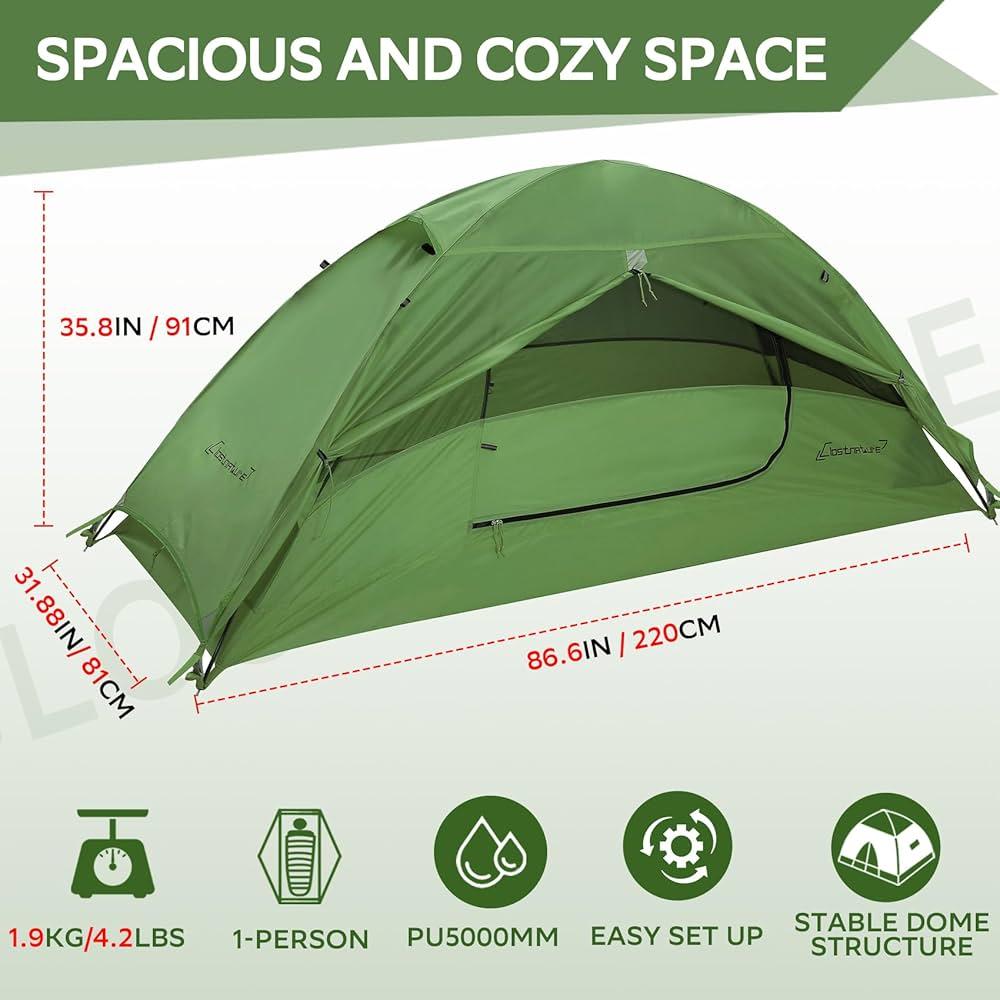 SPACIOUS AND COZY SPACE
35.8IN / 91CM
Clostnature
Clostnature
31.88IN/ 81CM
86.6IN / 220CM
1.9KG/4.2LBS
1-PERSON
PU5000MM
EASY SET UP
STABLE DOME
STRUCTURE